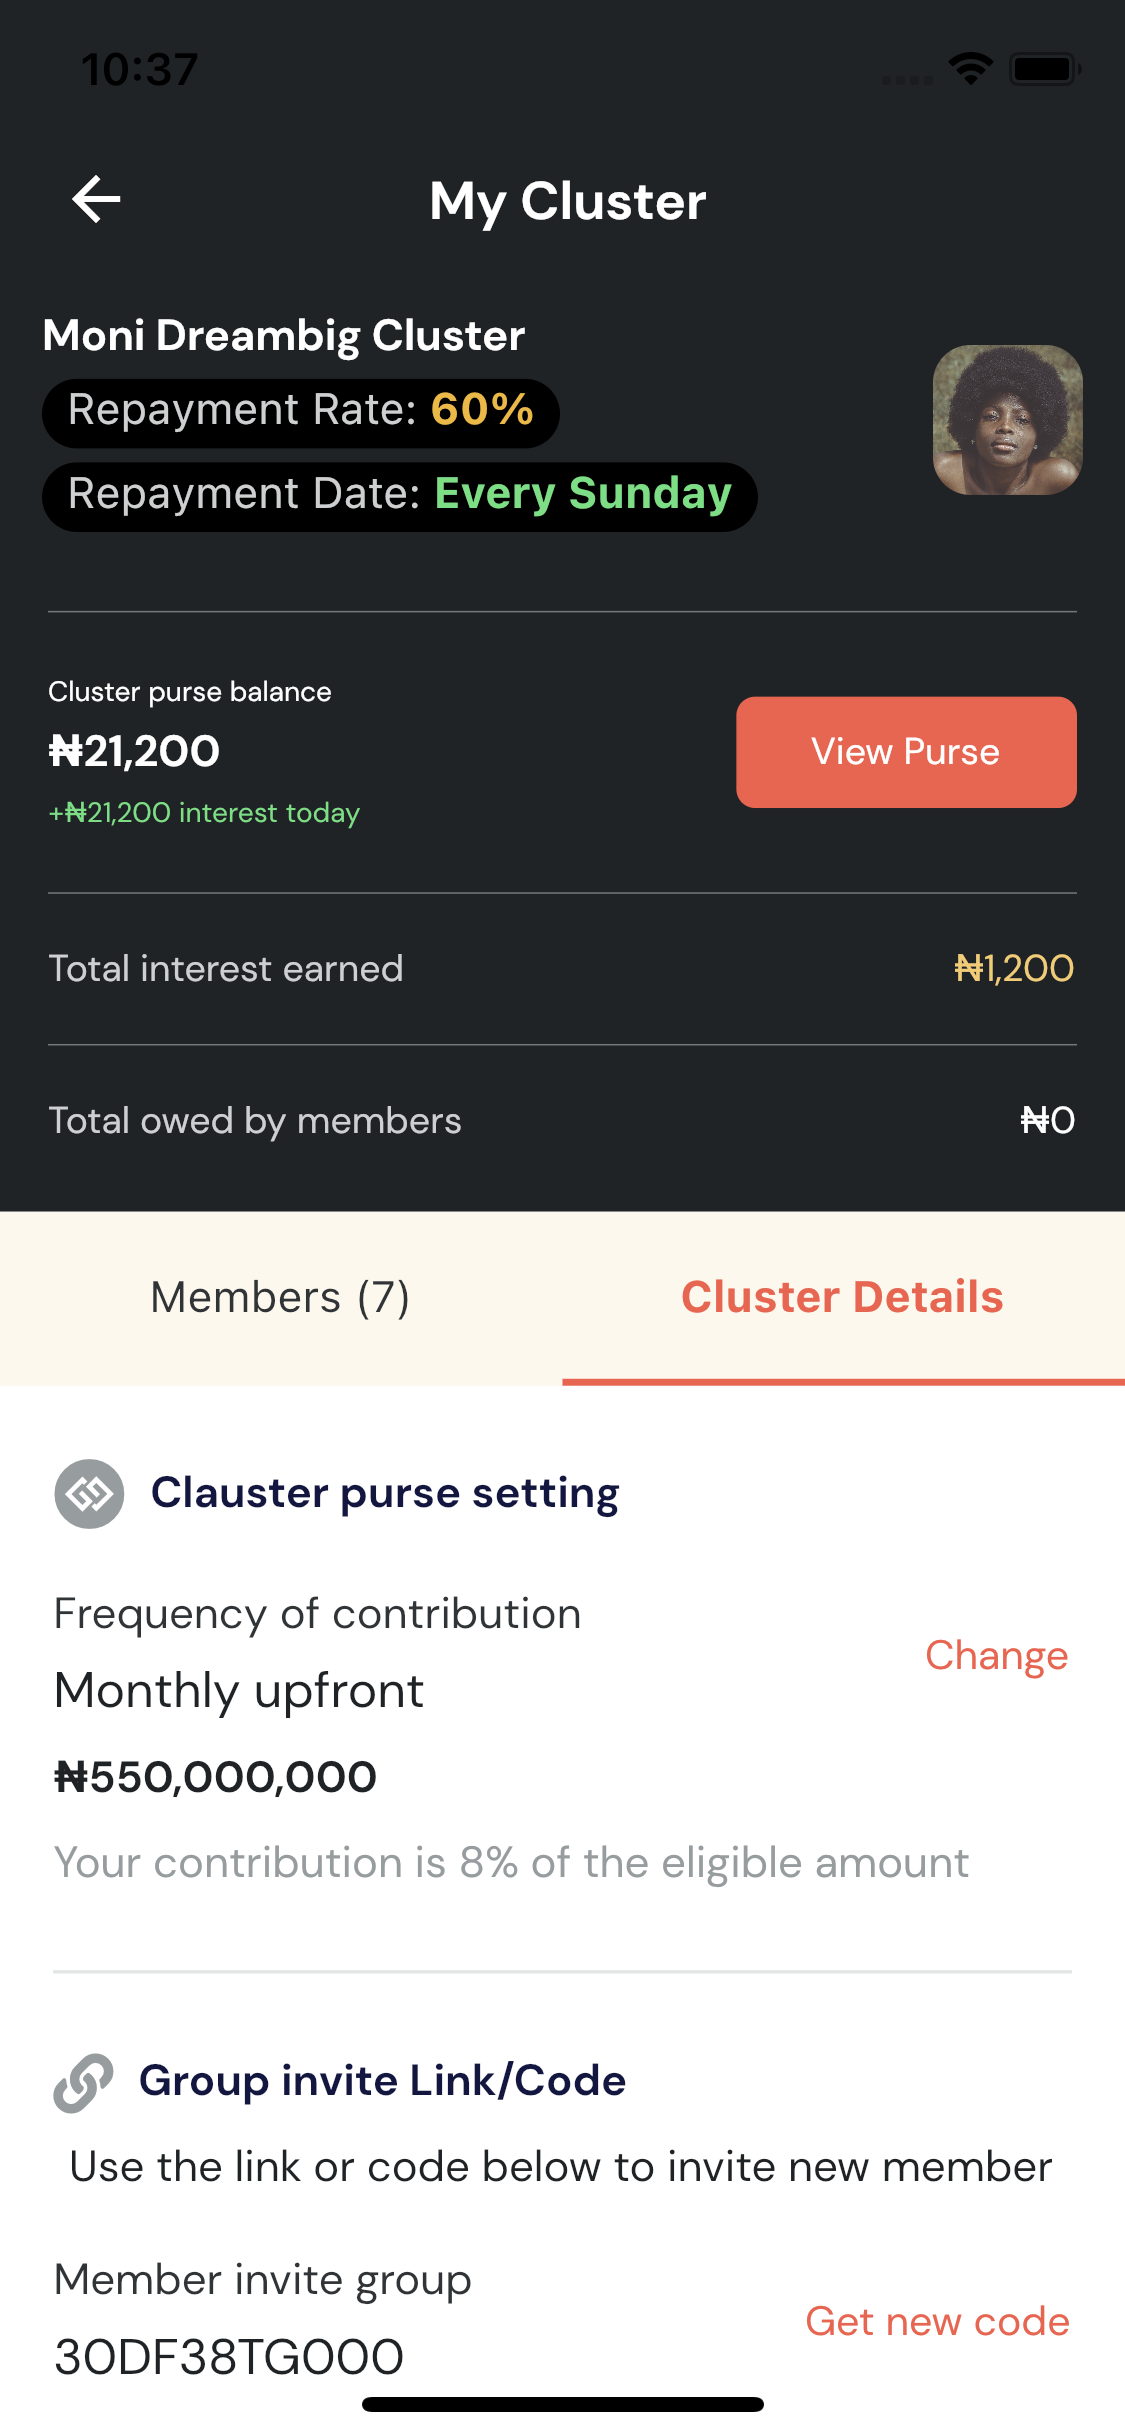 10:37
My Cluster
Moni Dreambig Cluster
Repayment Rate: 60%
Repayment Date: Every Sunday
Cluster purse balance
₦21,200
+₦21,200 interest today
View Purse
Total interest earned
₦1,200
Total owed by members
₦0
Members (7)
Cluster Details
Clauster purse setting
Frequency of contribution
Monthly upfront
Change
₦550,000,000
Your contribution is 8% of the eligible amount
Group invite Link/Code
Use the link or code below to invite new member
Member invite group
30DF38TG000
Get new code